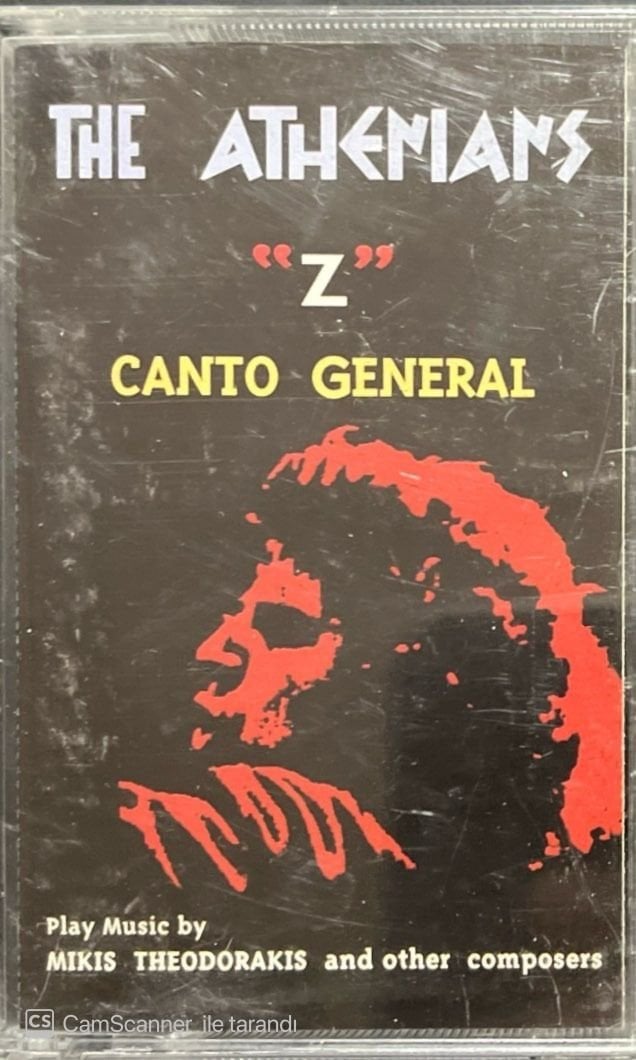 THE ATHENIANS
"Z"
CANTO GENERAL
Play Music by
MIKIS THEODORAKIS and other composers
CS CamScanner ile tarandı